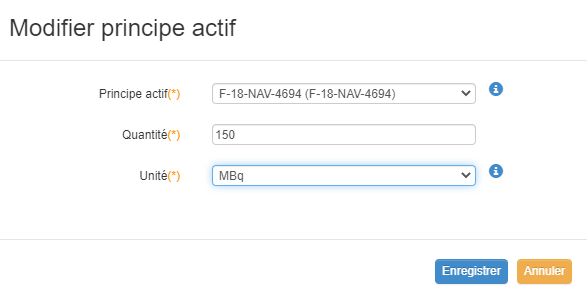 Modifier principe actif
Principe actif(*) F-18-NAV-4694 (F-18-NAV-4694)
Quantité(*) 150
Unité(*) MBq
Enregistrer Annuler